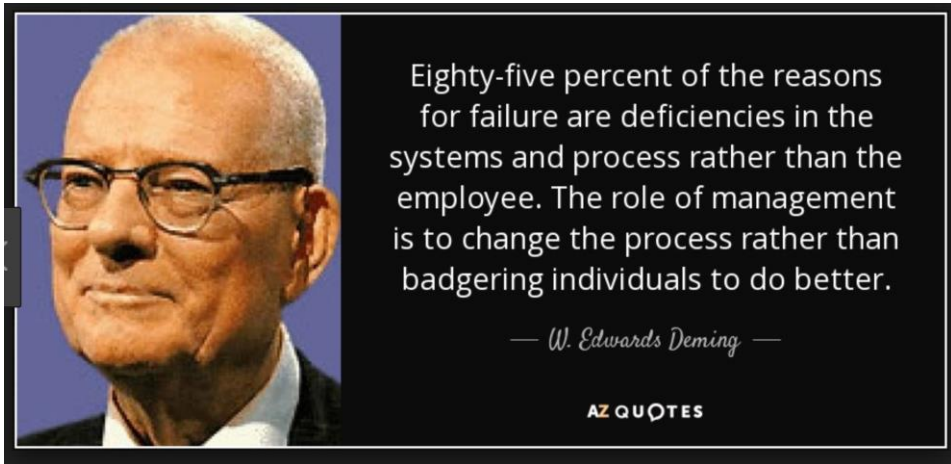 Eighty-five percent of the reasons
for failure are deficiencies in the
systems and process rather than the
employee. The role of management
is to change the process rather than
badgering individuals to do better.
— W. Edwards Deming —
AZ QUOTES